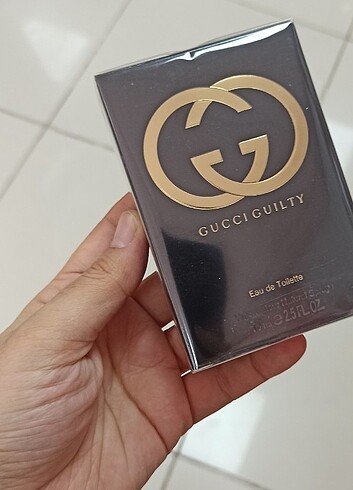 GUCCI GUILTY
Eau de Toilette
2.5 FL.OZ.